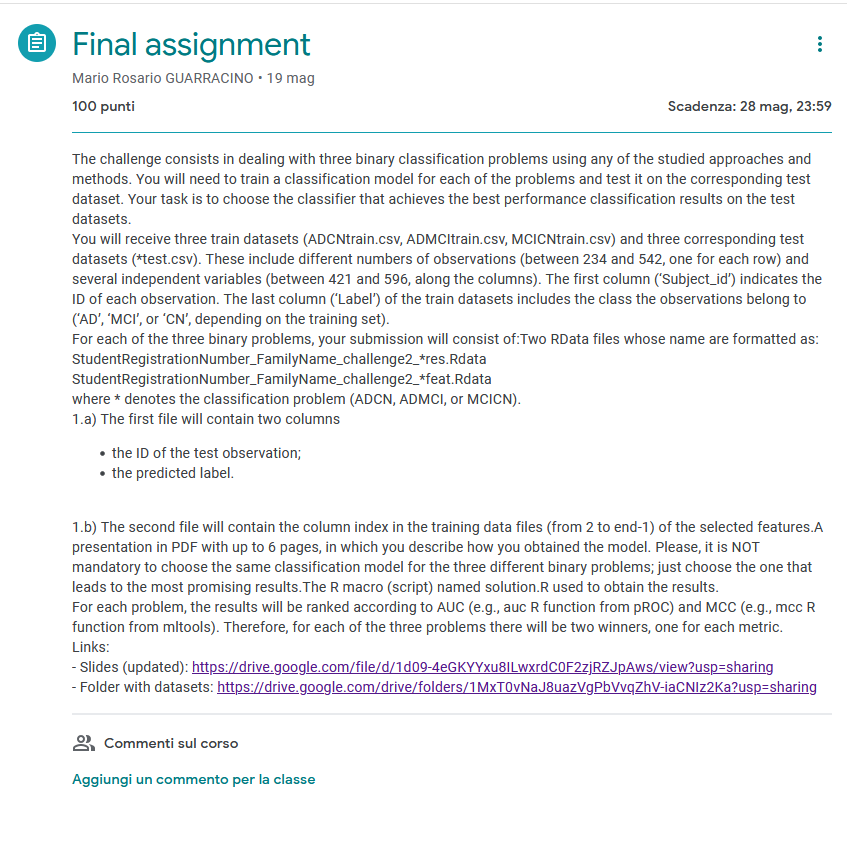 Final assignment
Mario Rosario GUARRACINO • 19 mag
100 punti
Scadenza: 28 mag, 23:59
The challenge consists in dealing with three binary classification problems using any of the studied approaches and
methods. You will need to train a classification model for each of the problems and test it on the corresponding test
dataset. Your task is to choose the classifier that achieves the best performance classification results on the test
datasets.
You will receive three train datasets (ADCNtrain.csv, ADMCItrain.csv, MCICNtrain.csv) and three corresponding test
datasets (*test.csv). These include different numbers of observations (between 234 and 542, one for each row) and
several independent variables (between 421 and 596, along the columns). The first column (‘Subject_id’) indicates the
ID of each observation. The last column (‘Label’) of the train datasets includes the class the observations belong to
(‘AD’, ‘MCI’, or ‘CN’, depending on the training set).
For each of the three binary problems, your submission will consist of:Two RData files whose name are formatted as:
StudentRegistrationNumber_FamilyName_challenge2_*res.Rdata
StudentRegistrationNumber_FamilyName_challenge2_*feat.Rdata
where * denotes the classification problem (ADCN, ADMCI, or MCICN).
1.a) The first file will contain two columns
• the ID of the test observation;
• the predicted label.
1.b) The second file will contain the column index in the training data files (from 2 to end-1) of the selected features.A
presentation in PDF with up to 6 pages, in which you describe how you obtained the model. Please, it is NOT
mandatory to choose the same classification model for the three different binary problems; just choose the one that
leads to the most promising results.The R macro (script) named solution.R used to obtain the results.
For each problem, the results will be ranked according to AUC (e.g., auc R function from pROC) and MCC (e.g., mcc R
function from mltools). Therefore, for each of the three problems there will be two winners, one for each metric.
Links:
- Slides (updated): https://drive.google.com/file/d/1d09-4eGKYYxu8ILwxrdC0F2zjRZJpAws/view?usp=sharing
- Folder with datasets: https://drive.google.com/drive/folders/1MxT0vNaJ8uazVgPbVvqZhV-iaCNIz2Ka?usp=sharing
Commenti sul corso
Aggiungi un commento per la classe